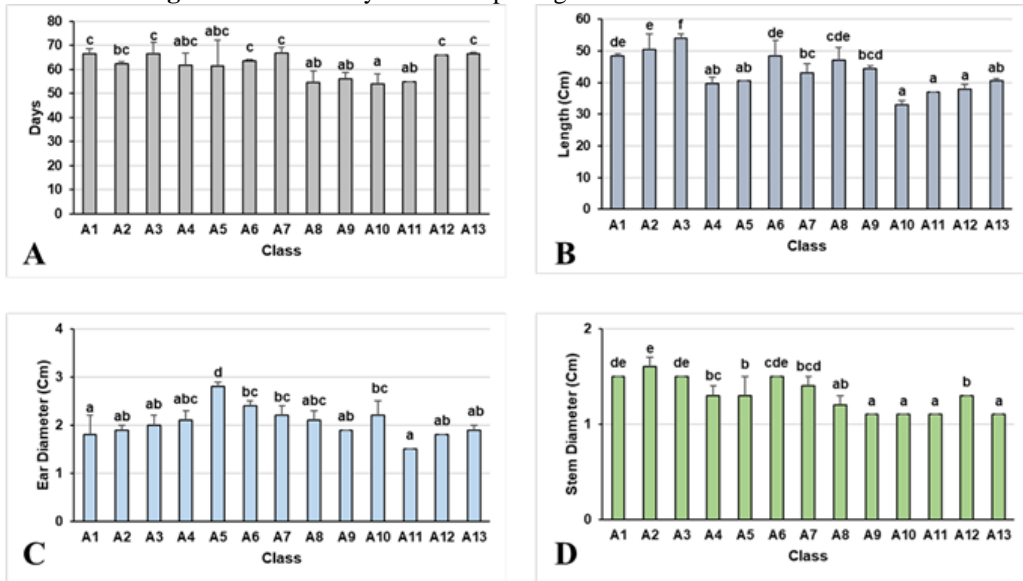 80
70
60
50
40
30
20
10
0
Days
c bc c abc abc c c ab ab a ab c c
A1 A2 A3 A4 A5 A6 A7 A8 A9 A10 A11 A12 A13
Class
A
60
50
40
30
20
10
0
Length (Cm)
de e f ab ab de bc cde bcd a a a ab
A1 A2 A3 A4 A5 A6 A7 A8 A9 A10 A11 A12 A13
Class
B
4
3
2
1
0
Ear Diameter (Cm)
a ab ab abc d bc bc abc ab bc a ab ab
A1 A2 A3 A4 A5 A6 A7 A8 A9 A10 A11 A12 A13
Class
C
2
1
0
Stem Diameter (Cm)
de e de bc b cde bcd ab a a a b a
A1 A2 A3 A4 A5 A6 A7 A8 A9 A10 A11 A12 A13
Class
D